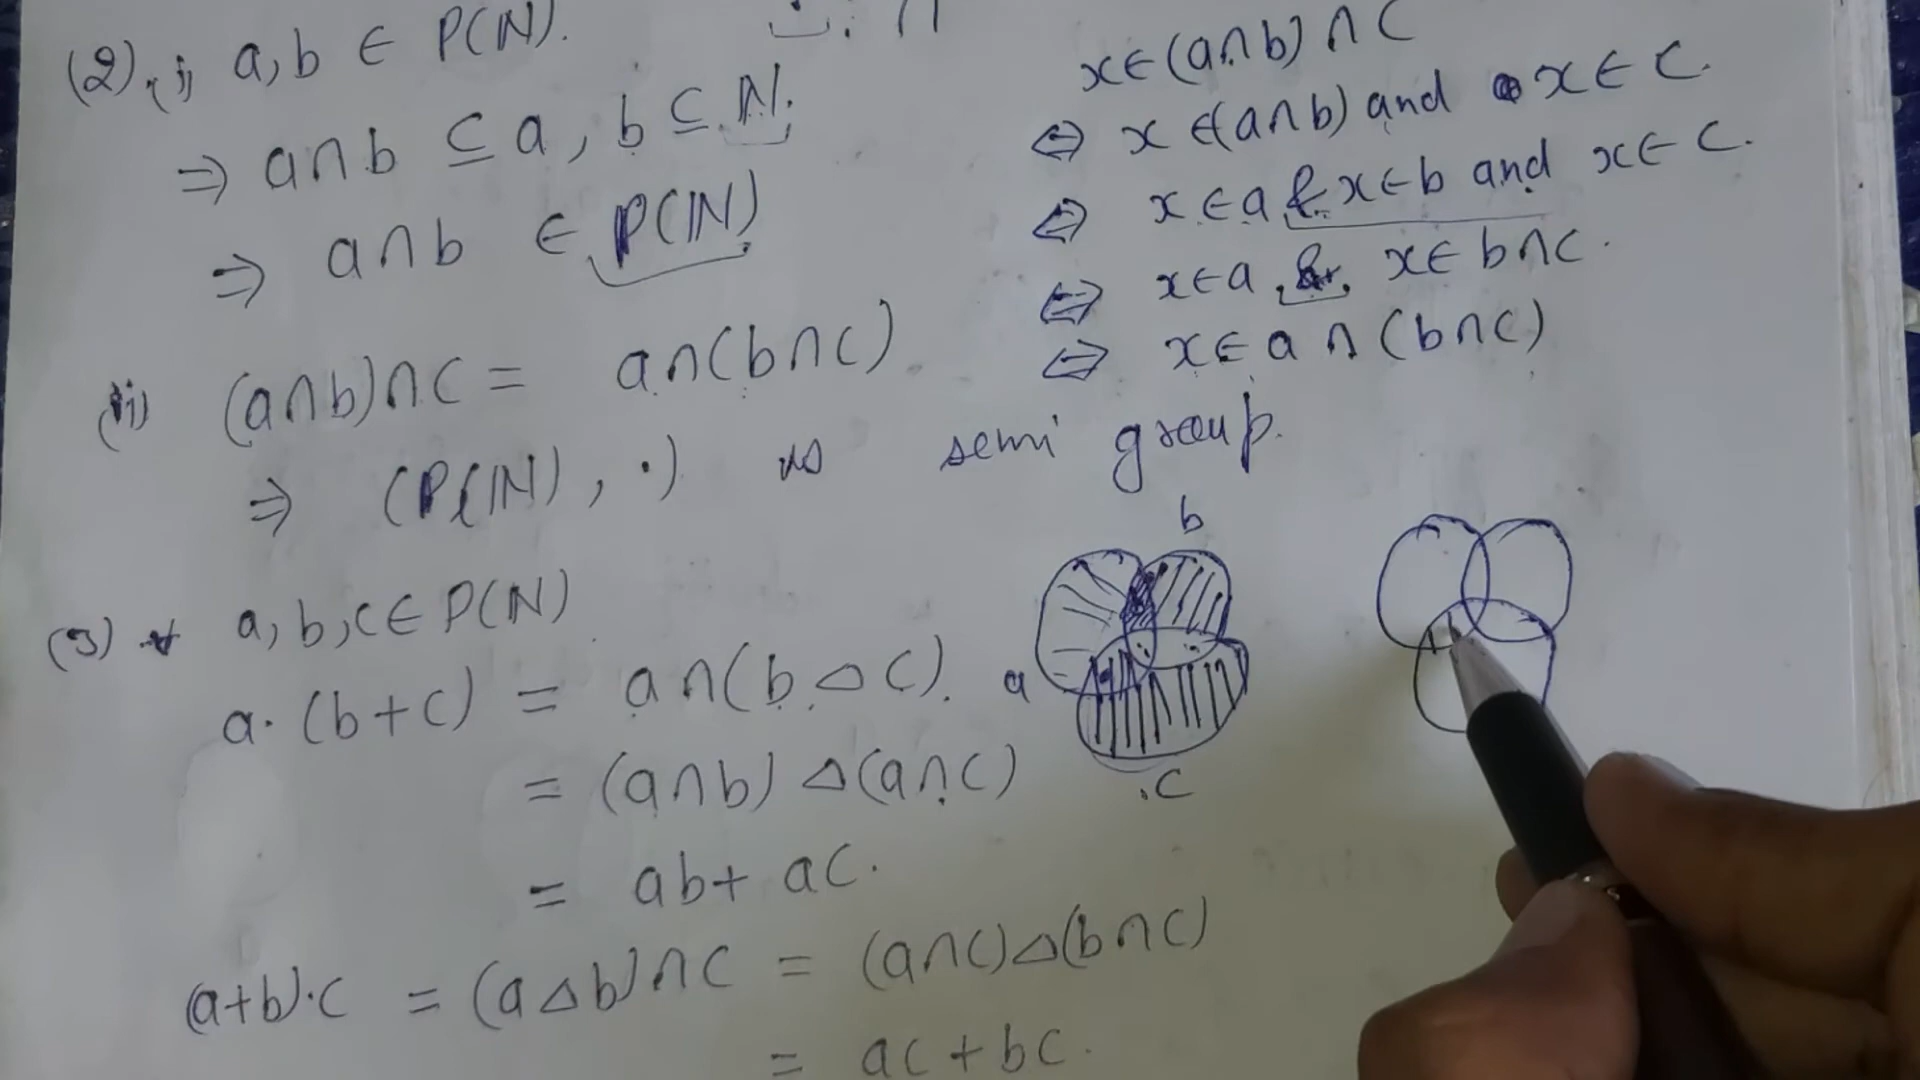 (2). (i) a, b ∈ P(ℕ).
⇒ a∩b ⊆ a, b ⊆ ℕ.
⇒ a∩b ∈ P(ℕ)
(ii) (a∩b)∩c = a∩(b∩c)
⇒ (P(ℕ), ·) is semi group.
x∈(a∩b)∩c
⇔ x∈(a∩b) and x∈c.
⇔ x∈a & x∈b and x∈c.
⇔ x∈a & x∈b∩c.
⇔ x∈a∩(b∩c)
(3) ∀ a, b, c ∈ P(ℕ)
a·(b+c) = a∩(b△c).
= (a∩b)△(a∩c)
= ab + ac.
(a+b)·c = (a△b)∩c = (a∩c)△(b∩c)
= ac + bc.
b
a
c